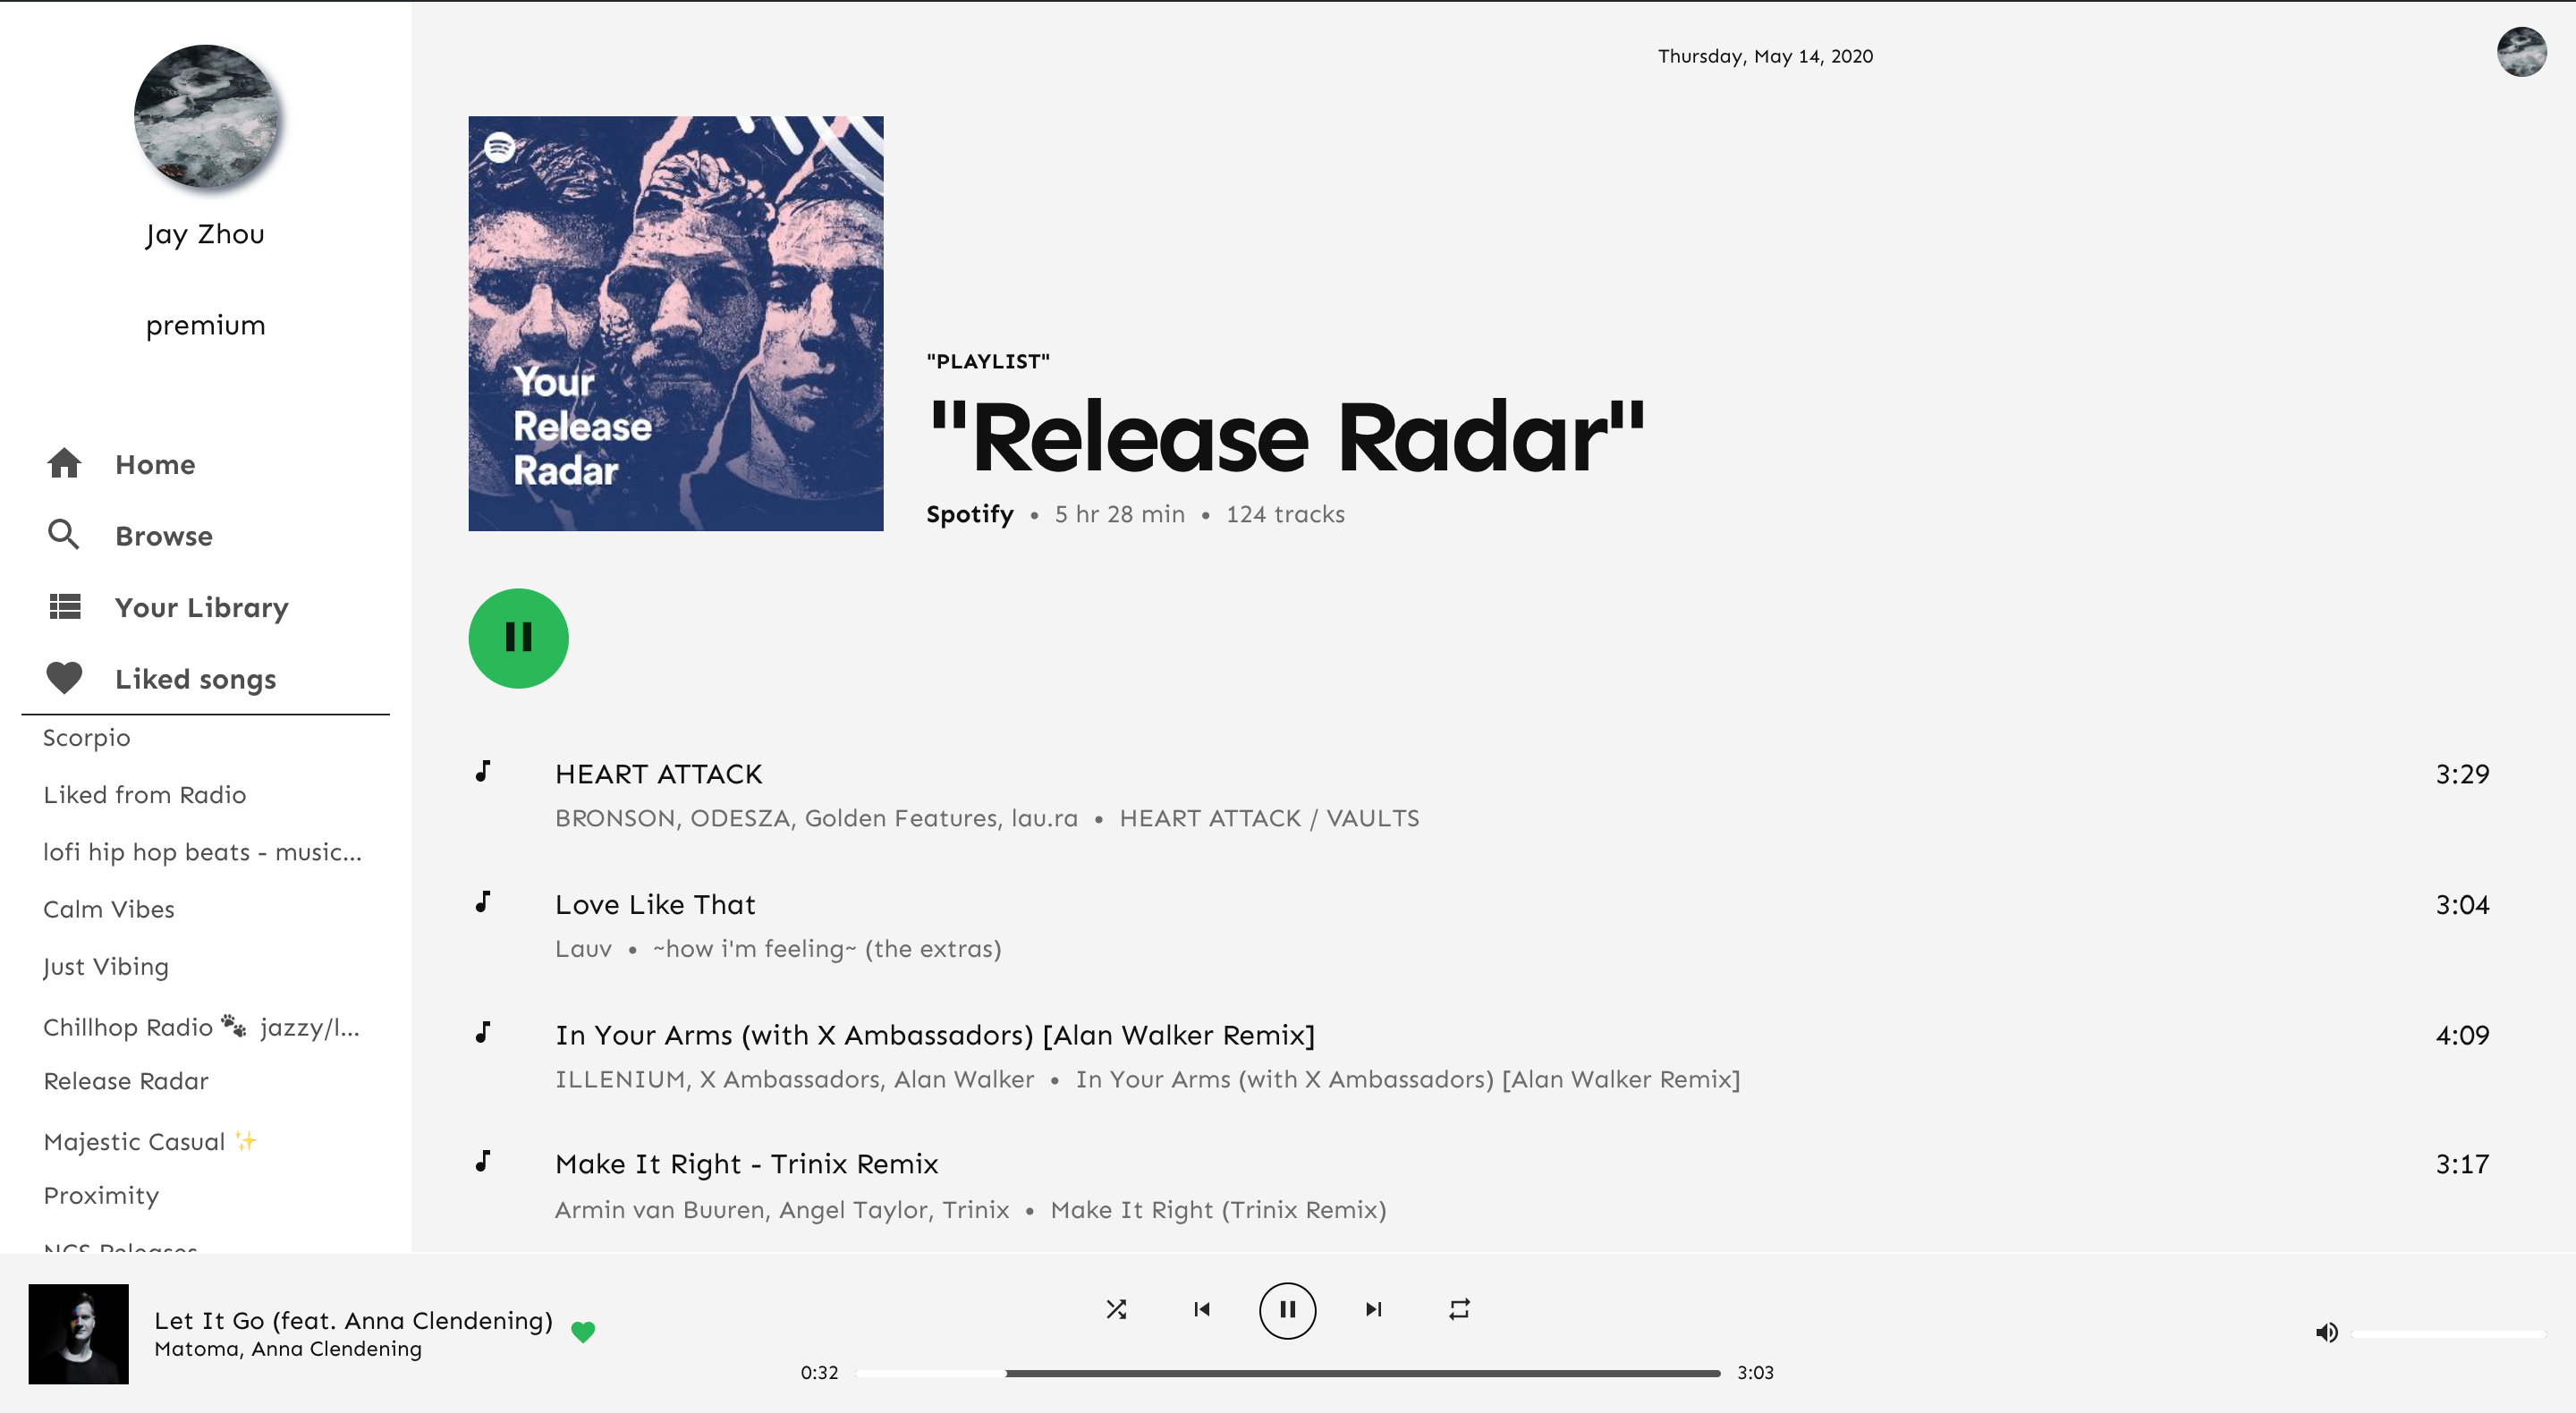 Jay Zhou
premium
Home
Browse
Your Library
Liked songs
Scorpio
Liked from Radio
lofi hip hop beats - music...
Calm Vibes
Just Vibing
Chillhop Radio 🐾 jazzy/l...
Release Radar
Majestic Casual ✨
Proximity
NCS Releases
Thursday, May 14, 2020
Your
Release
Radar
"PLAYLIST"
"Release Radar"
Spotify • 5 hr 28 min • 124 tracks
HEART ATTACK 3:29
BRONSON, ODESZA, Golden Features, lau.ra • HEART ATTACK / VAULTS
Love Like That 3:04
Lauv • ~how i'm feeling~ (the extras)
In Your Arms (with X Ambassadors) [Alan Walker Remix] 4:09
ILLENIUM, X Ambassadors, Alan Walker • In Your Arms (with X Ambassadors) [Alan Walker Remix]
Make It Right - Trinix Remix 3:17
Armin van Buuren, Angel Taylor, Trinix • Make It Right (Trinix Remix)
Let It Go (feat. Anna Clendening)
Matoma, Anna Clendening
0:32 3:03